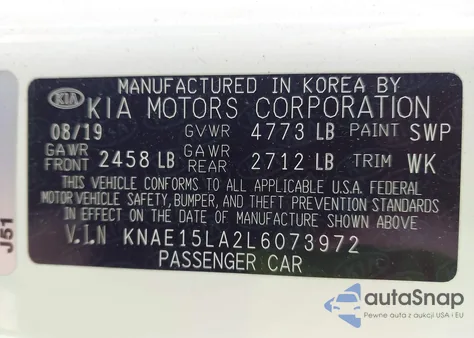 MANUFACTURED IN KOREA BY
KIA KIA MOTORS CORPORATION
08/19 GVWR 4773 LB PAINT SWP
GAWR FRONT 2458 LB GAWR REAR 2712 LB TRIM WK
THIS VEHICLE CONFORMS TO ALL APPLICABLE U.S.A. FEDERAL
MOTOR VEHICLE SAFETY, BUMPER, AND THEFT PREVENTION STANDARDS
IN EFFECT ON THE DATE OF MANUFACTURE SHOWN ABOVE
V.I.N KNAE15LA2L6073972
PASSENGER CAR
J51
autoSnap
Pewne auta z aukcji USA i EU